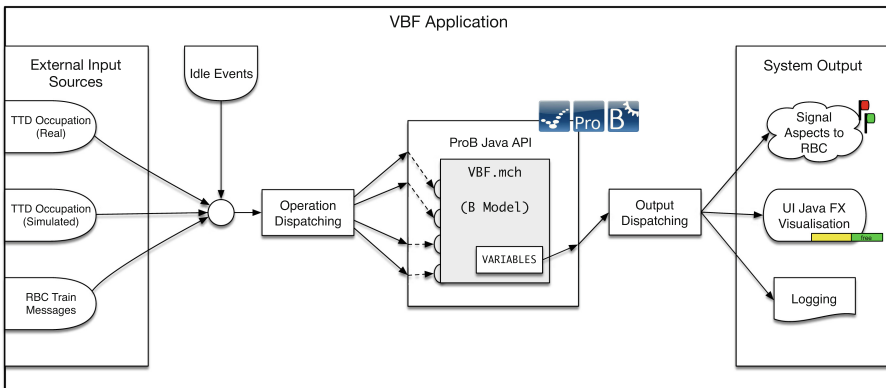 VBF Application
External Input
Sources
TTD Occupation
(Real)
TTD Occupation
(Simulated)
RBC Train
Messages
Idle Events
Operation
Dispatching
Pro B
ProB Java API
VBF.mch
(B Model)
VARIABLES
Output
Dispatching
System Output
Signal
Aspects to
RBC
UI Java FX
Visualisation
free
Logging